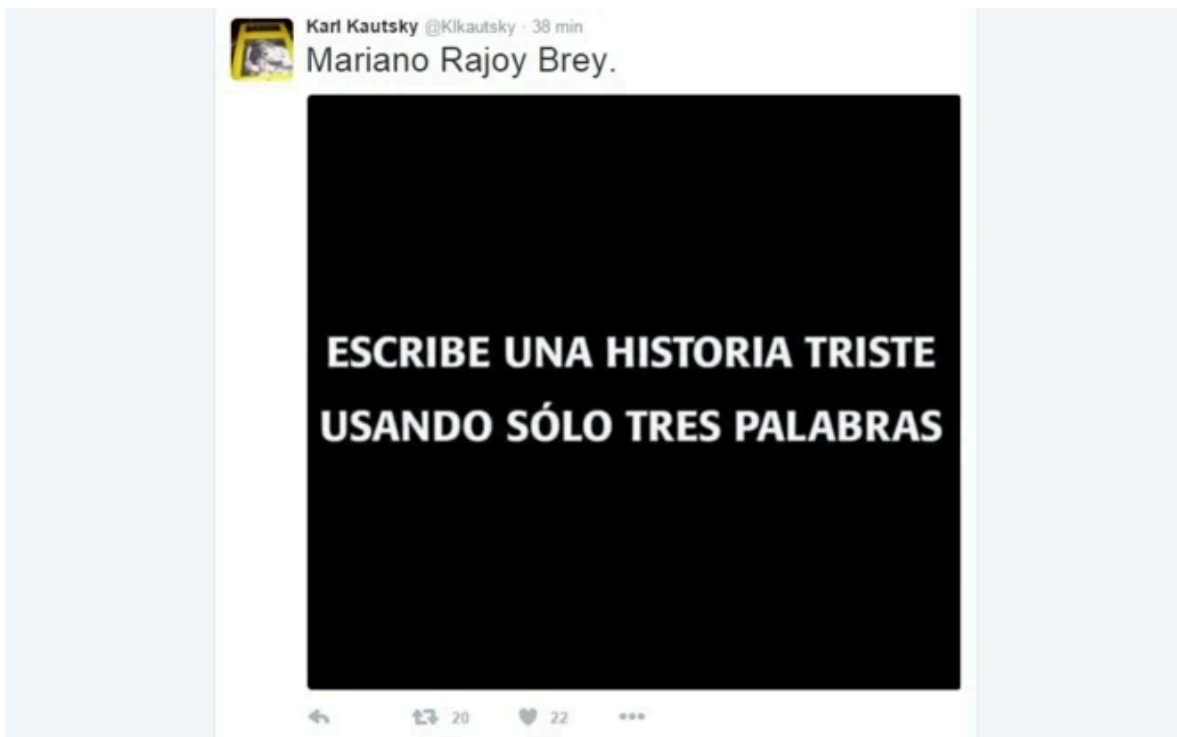 Karl Kautsky @Klkautsky · 38 min
Mariano Rajoy Brey.
ESCRIBE UNA HISTORIA TRISTE
USANDO SÓLO TRES PALABRAS
20 22